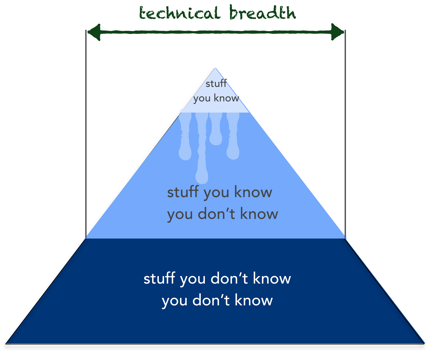 technical breadth
stuff
you know
stuff you know
you don't know
stuff you don't know
you don't know